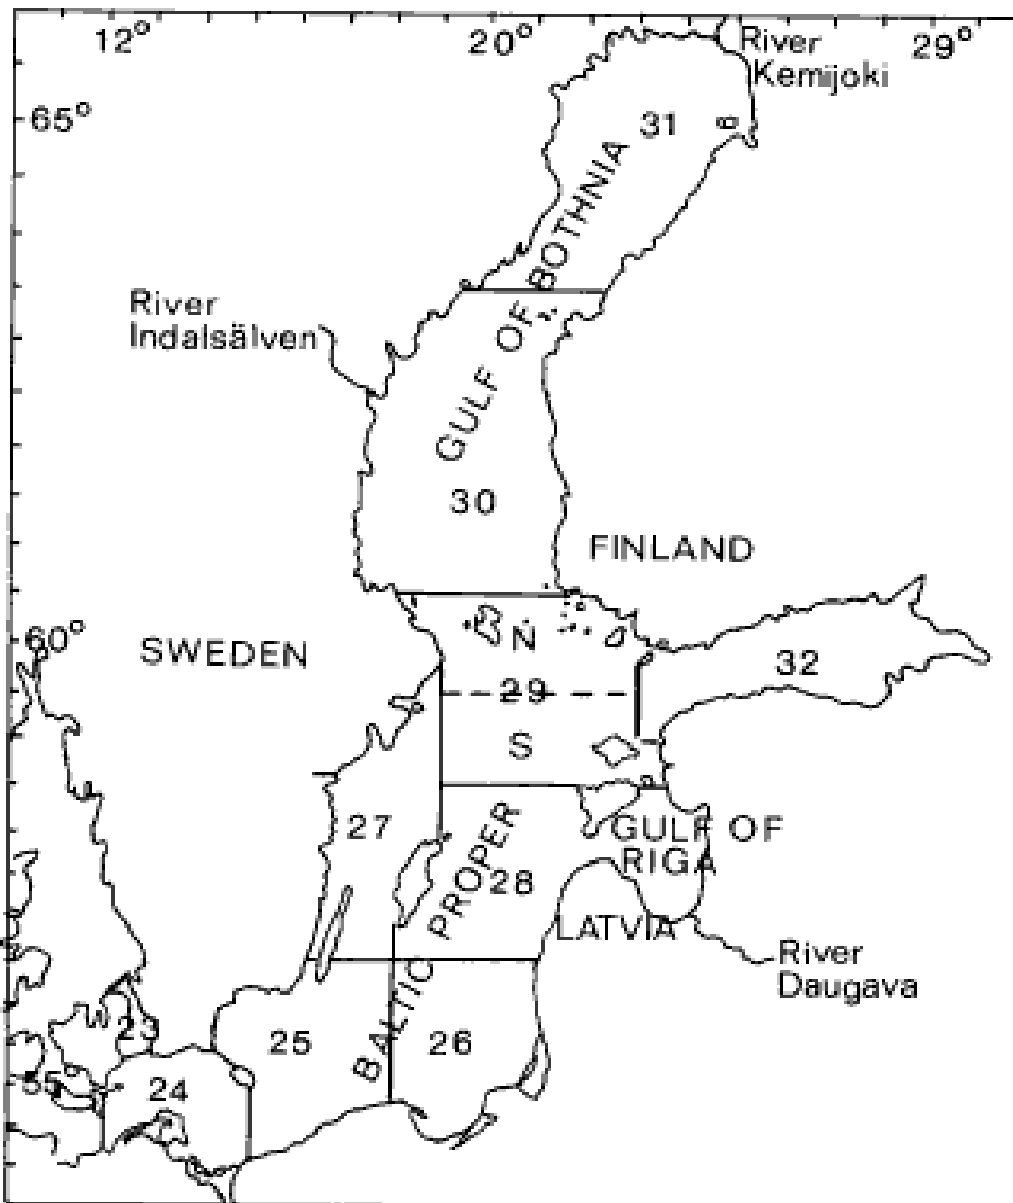 12°
20°
29°
River
Kemijoki
65°
31
GULF OF BOTHNIA
River
Indalsälven
30
FINLAND
60°
SWEDEN
N
32
29
S
27
GULF OF
RIGA
28
BALTIC PROPER
LATVIA
River
Daugava
23
25
26
55°
24